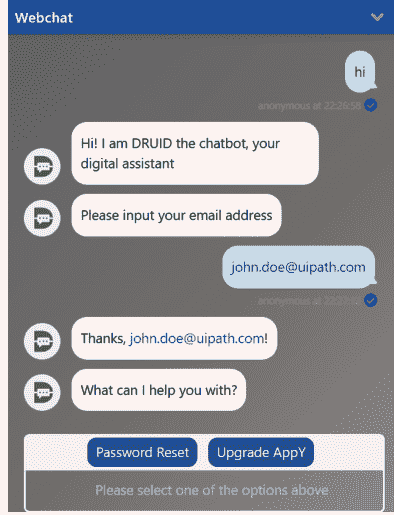 Webchat
hi
anonymous at 22:26:58
Hi! I am DRUID the chatbot, your
digital assistant
Please input your email address
john.doe@uipath.com
anonymous at
Thanks, john.doe@uipath.com!
What can I help you with?
Password Reset Upgrade AppY
Please select one of the options above